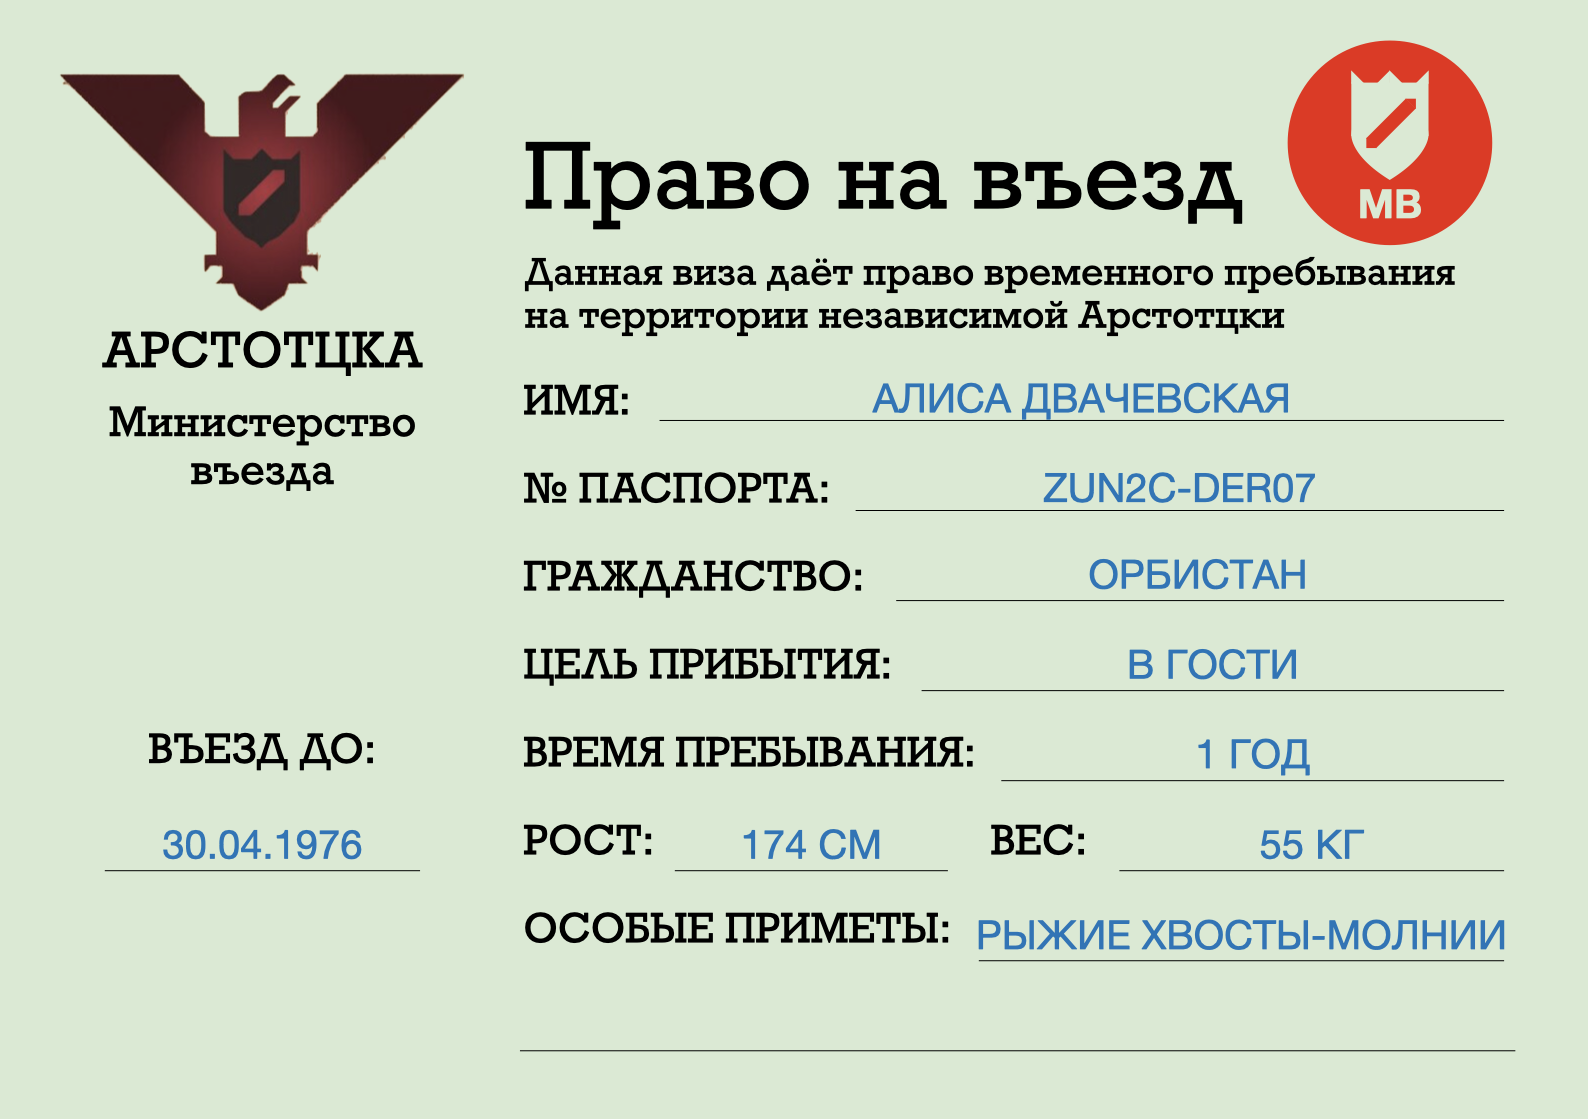 АРСТОТЦКА
Министерство
въезда
ВЪЕЗД ДО:
30.04.1976
Право на въезд
МВ
Данная виза даёт право временного пребывания
на территории независимой Арстотцки
ИМЯ: АЛИСА ДВАЧЕВСКАЯ
№ ПАСПОРТА: ZUN2C-DER07
ГРАЖДАНСТВО: ОРБИСТАН
ЦЕЛЬ ПРИБЫТИЯ: В ГОСТИ
ВРЕМЯ ПРЕБЫВАНИЯ: 1 ГОД
РОСТ: 174 СМ ВЕС: 55 КГ
ОСОБЫЕ ПРИМЕТЫ: РЫЖИЕ ХВОСТЫ-МОЛНИИ